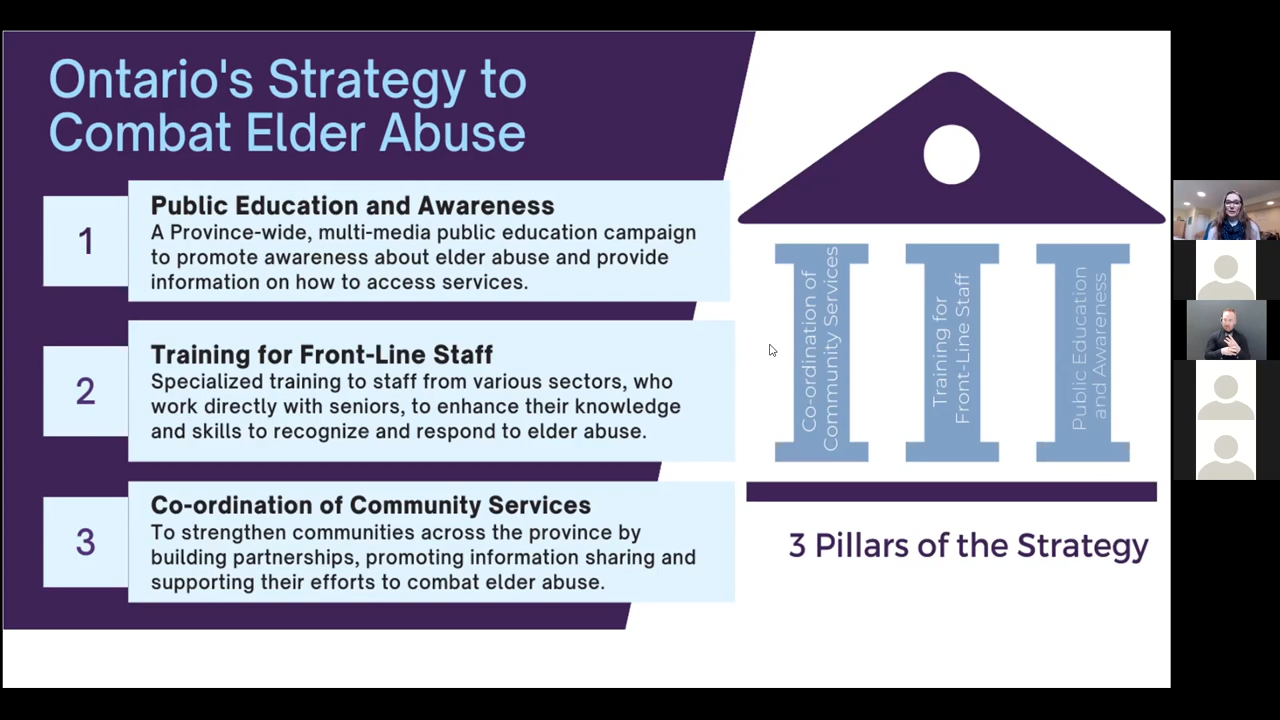 Ontario's Strategy to
Combat Elder Abuse
1
Public Education and Awareness
A Province-wide, multi-media public education campaign
to promote awareness about elder abuse and provide
information on how to access services.
2
Training for Front-Line Staff
Specialized training to staff from various sectors, who
work directly with seniors, to enhance their knowledge
and skills to recognize and respond to elder abuse.
3
Co-ordination of Community Services
To strengthen communities across the province by
building partnerships, promoting information sharing and
supporting their efforts to combat elder abuse.
Co-ordination of
Community Services
Training for
Front-Line Staff
Public Education
and Awareness
3 Pillars of the Strategy